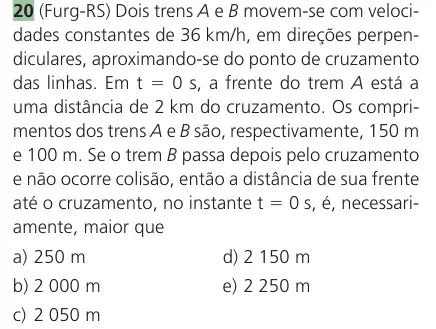 20 (Furg-RS) Dois trens A e B movem-se com veloci-
dades constantes de 36 km/h, em direções perpen-
diculares, aproximando-se do ponto de cruzamento
das linhas. Em t = 0 s, a frente do trem A está a
uma distância de 2 km do cruzamento. Os compri-
mentos dos trens A e B são, respectivamente, 150 m
e 100 m. Se o trem B passa depois pelo cruzamento
e não ocorre colisão, então a distância de sua frente
até o cruzamento, no instante t = 0 s, é, necessari-
amente, maior que
a) 250 m d) 2 150 m
b) 2 000 m e) 2 250 m
c) 2 050 m